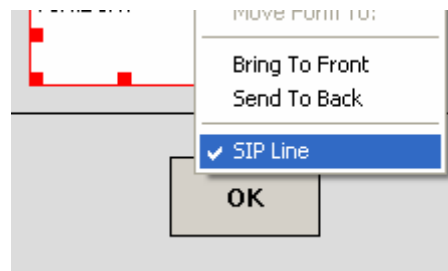 Move Form To:
Bring To Front
Send To Back
SIP Line
OK